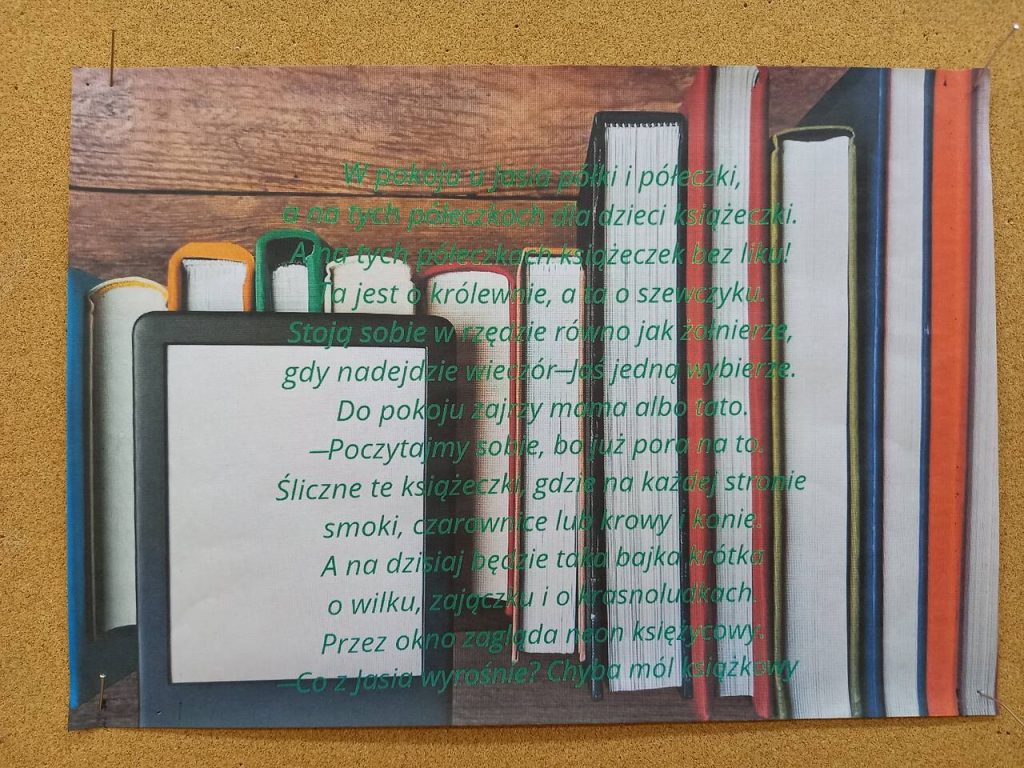 W pokoju u Jasia półki i półeczki,
a na tych półeczkach dla dzieci książeczki.
A na tych półeczkach książeczek bez liku!
Ta jest o królewnie, a ta o szewczyku.
Stoją sobie w rzędzie równo jak żołnierze,
gdy nadejdzie wieczór—Jaś jedną wybierze.
Do pokoju zajrzy mama albo tato.
—Poczytajmy sobie, bo już pora na to.
Śliczne te książeczki, gdzie na każdej stronie
smoki, czarownice lub krowy i konie.
A na dzisiaj będzie taka bajka krótka
o wilku, zajączku i o krasnoludkach.
Przez okno zagląda neon księżycowy.
—Co z Jasia wyrośnie? Chyba mól książkowy